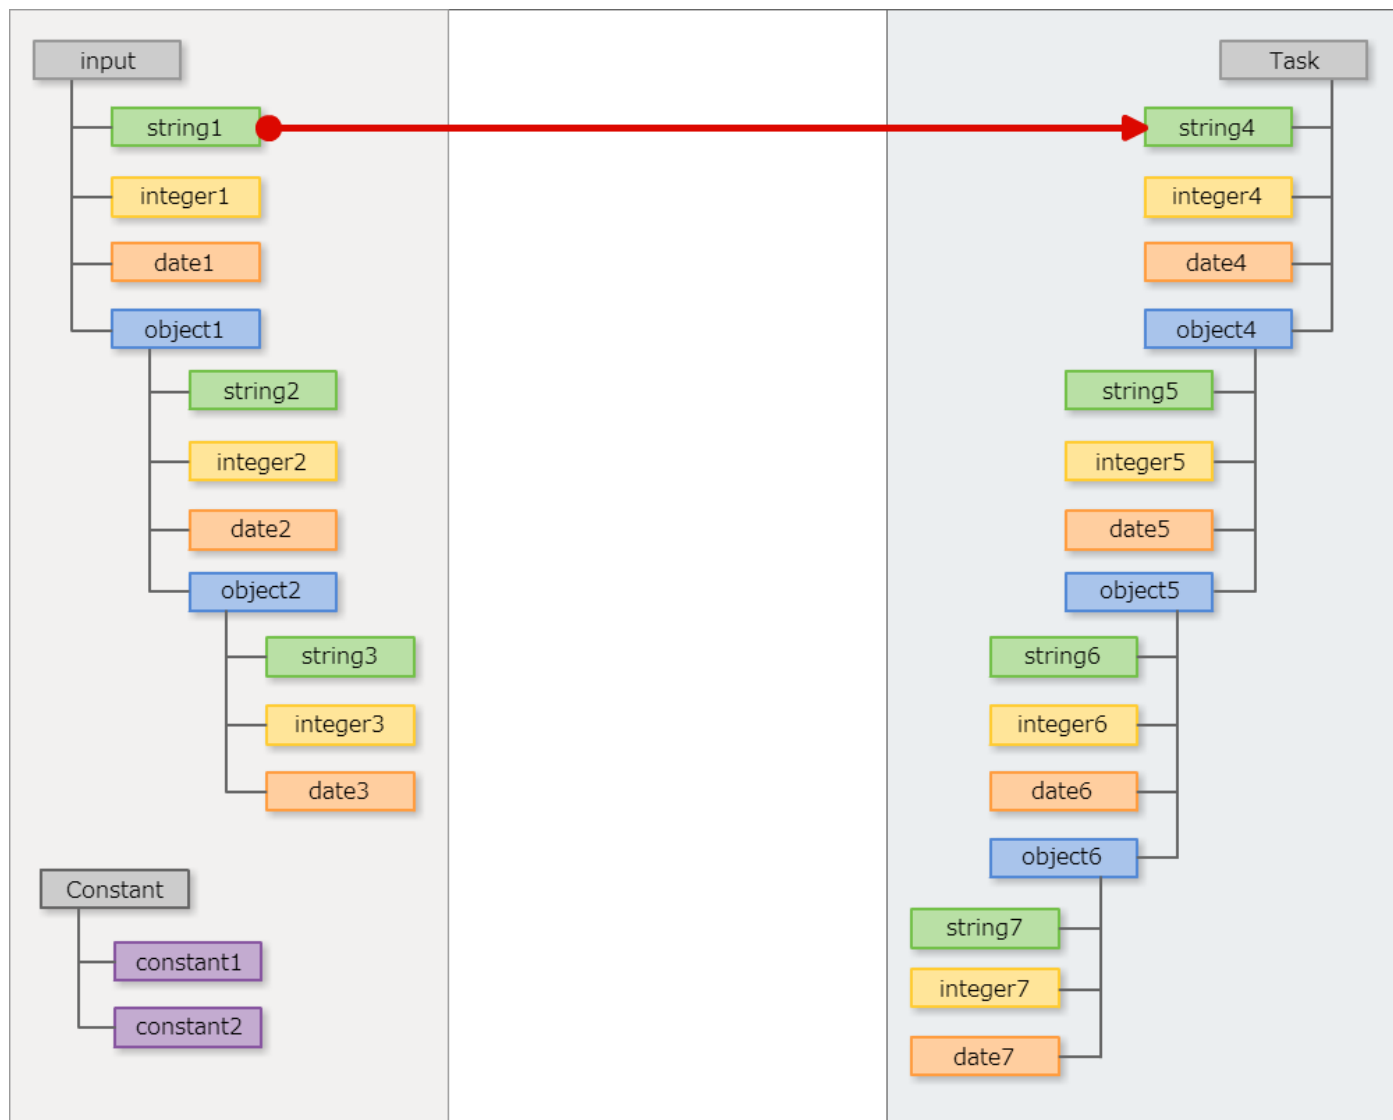 input
string1
integer1
date1
object1
string2
integer2
date2
object2
string3
integer3
date3
Constant
constant1
constant2
Task
string4
integer4
date4
object4
string5
integer5
date5
object5
string6
integer6
date6
object6
string7
integer7
date7